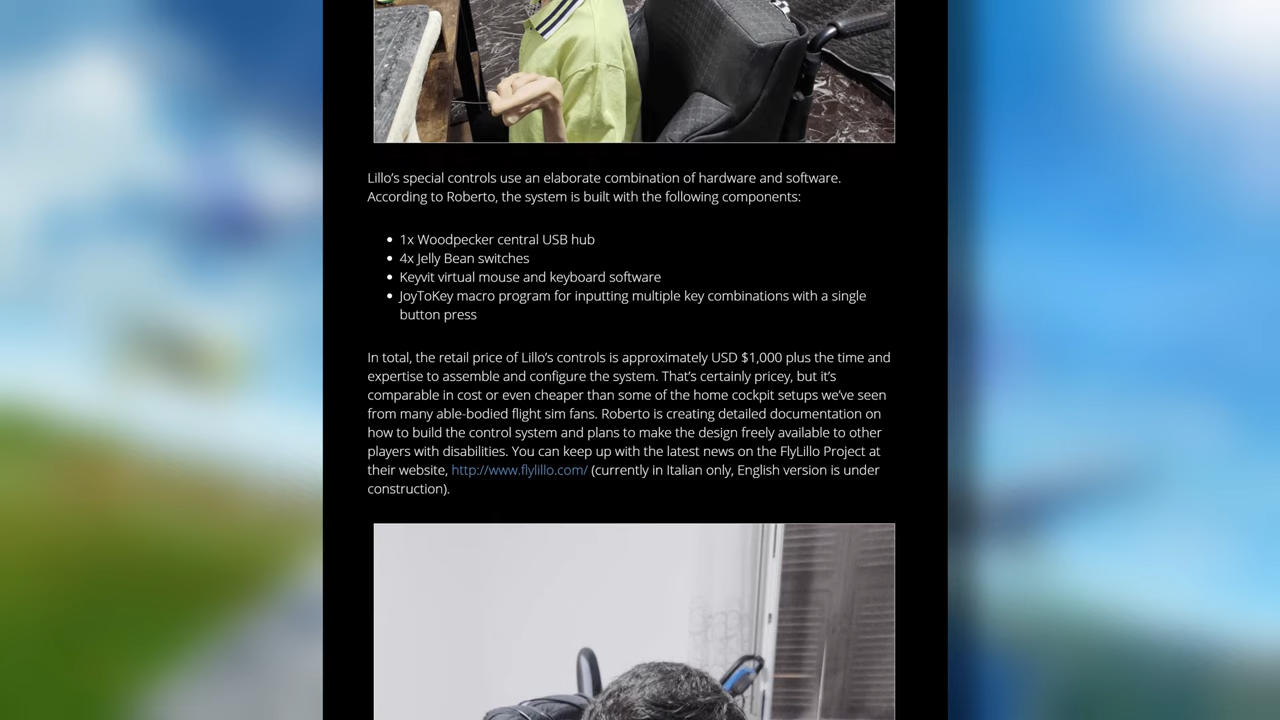 Lillo’s special controls use an elaborate combination of hardware and software.
According to Roberto, the system is built with the following components:
• 1x Woodpecker central USB hub
• 4x Jelly Bean switches
• Keyvit virtual mouse and keyboard software
• JoyToKey macro program for inputting multiple key combinations with a single
button press
In total, the retail price of Lillo’s controls is approximately USD $1,000 plus the time and
expertise to assemble and configure the system. That’s certainly pricey, but it’s
comparable in cost or even cheaper than some of the home cockpit setups we’ve seen
from many able-bodied flight sim fans. Roberto is creating detailed documentation on
how to build the control system and plans to make the design freely available to other
players with disabilities. You can keep up with the latest news on the FlyLillo Project at
their website, http://www.flylillo.com/ (currently in Italian only, English version is under
construction).